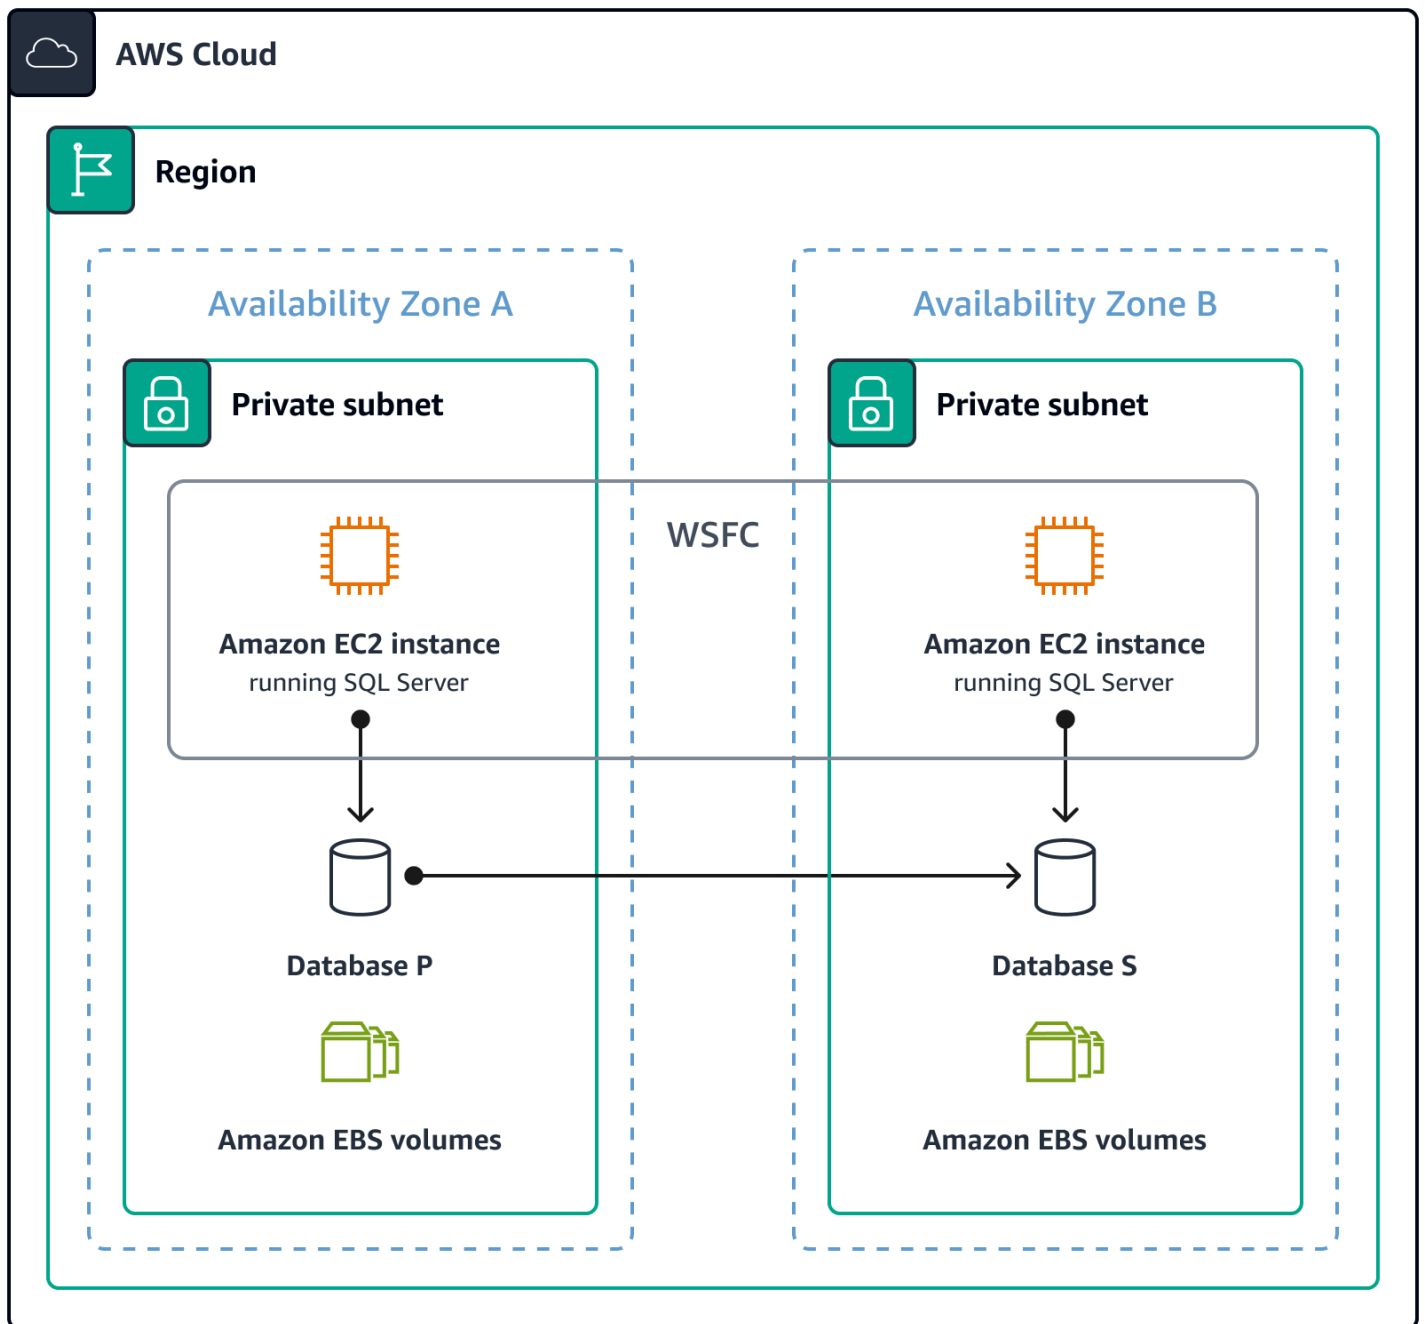 AWS Cloud
Region
Availability Zone A
Availability Zone B
Private subnet
Private subnet
WSFC
Amazon EC2 instance
running SQL Server
Amazon EC2 instance
running SQL Server
Database P
Database S
Amazon EBS volumes
Amazon EBS volumes